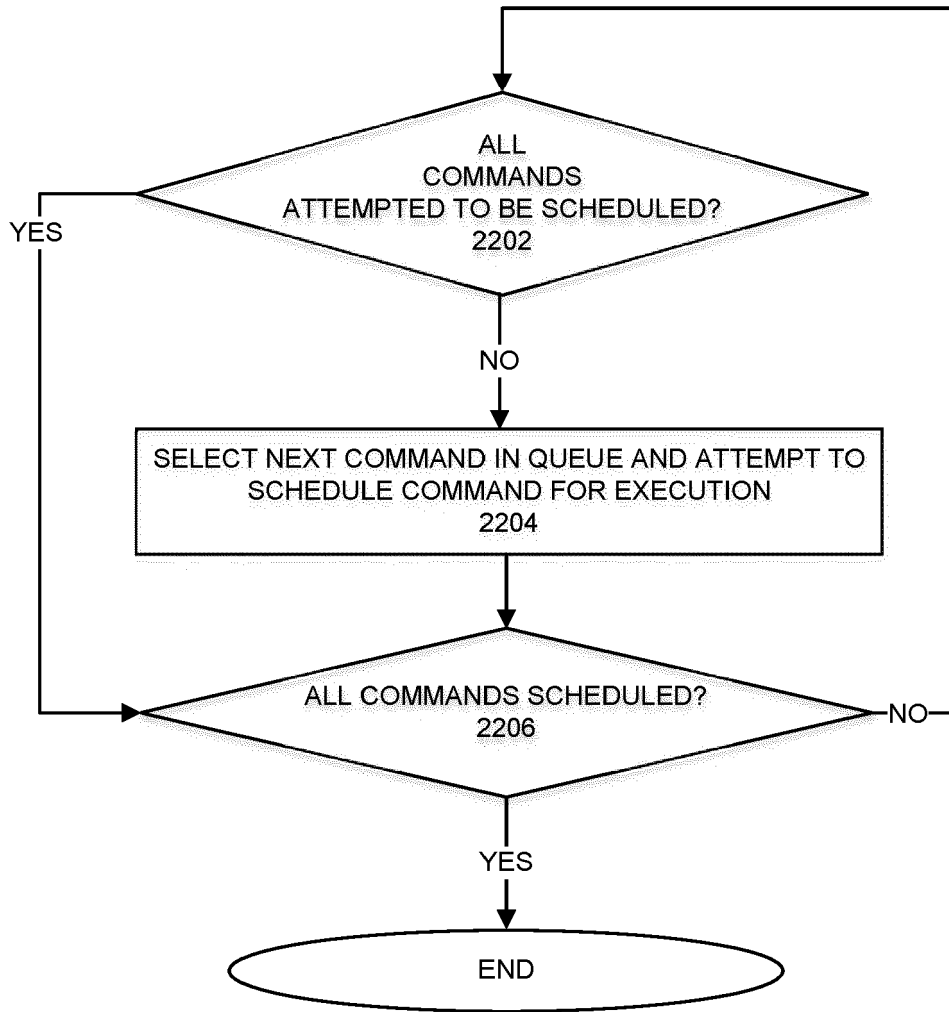 ALL
COMMANDS
ATTEMPTED TO BE SCHEDULED?
2202
YES
NO
SELECT NEXT COMMAND IN QUEUE AND ATTEMPT TO
SCHEDULE COMMAND FOR EXECUTION
2204
ALL COMMANDS SCHEDULED?
2206
NO
YES
END